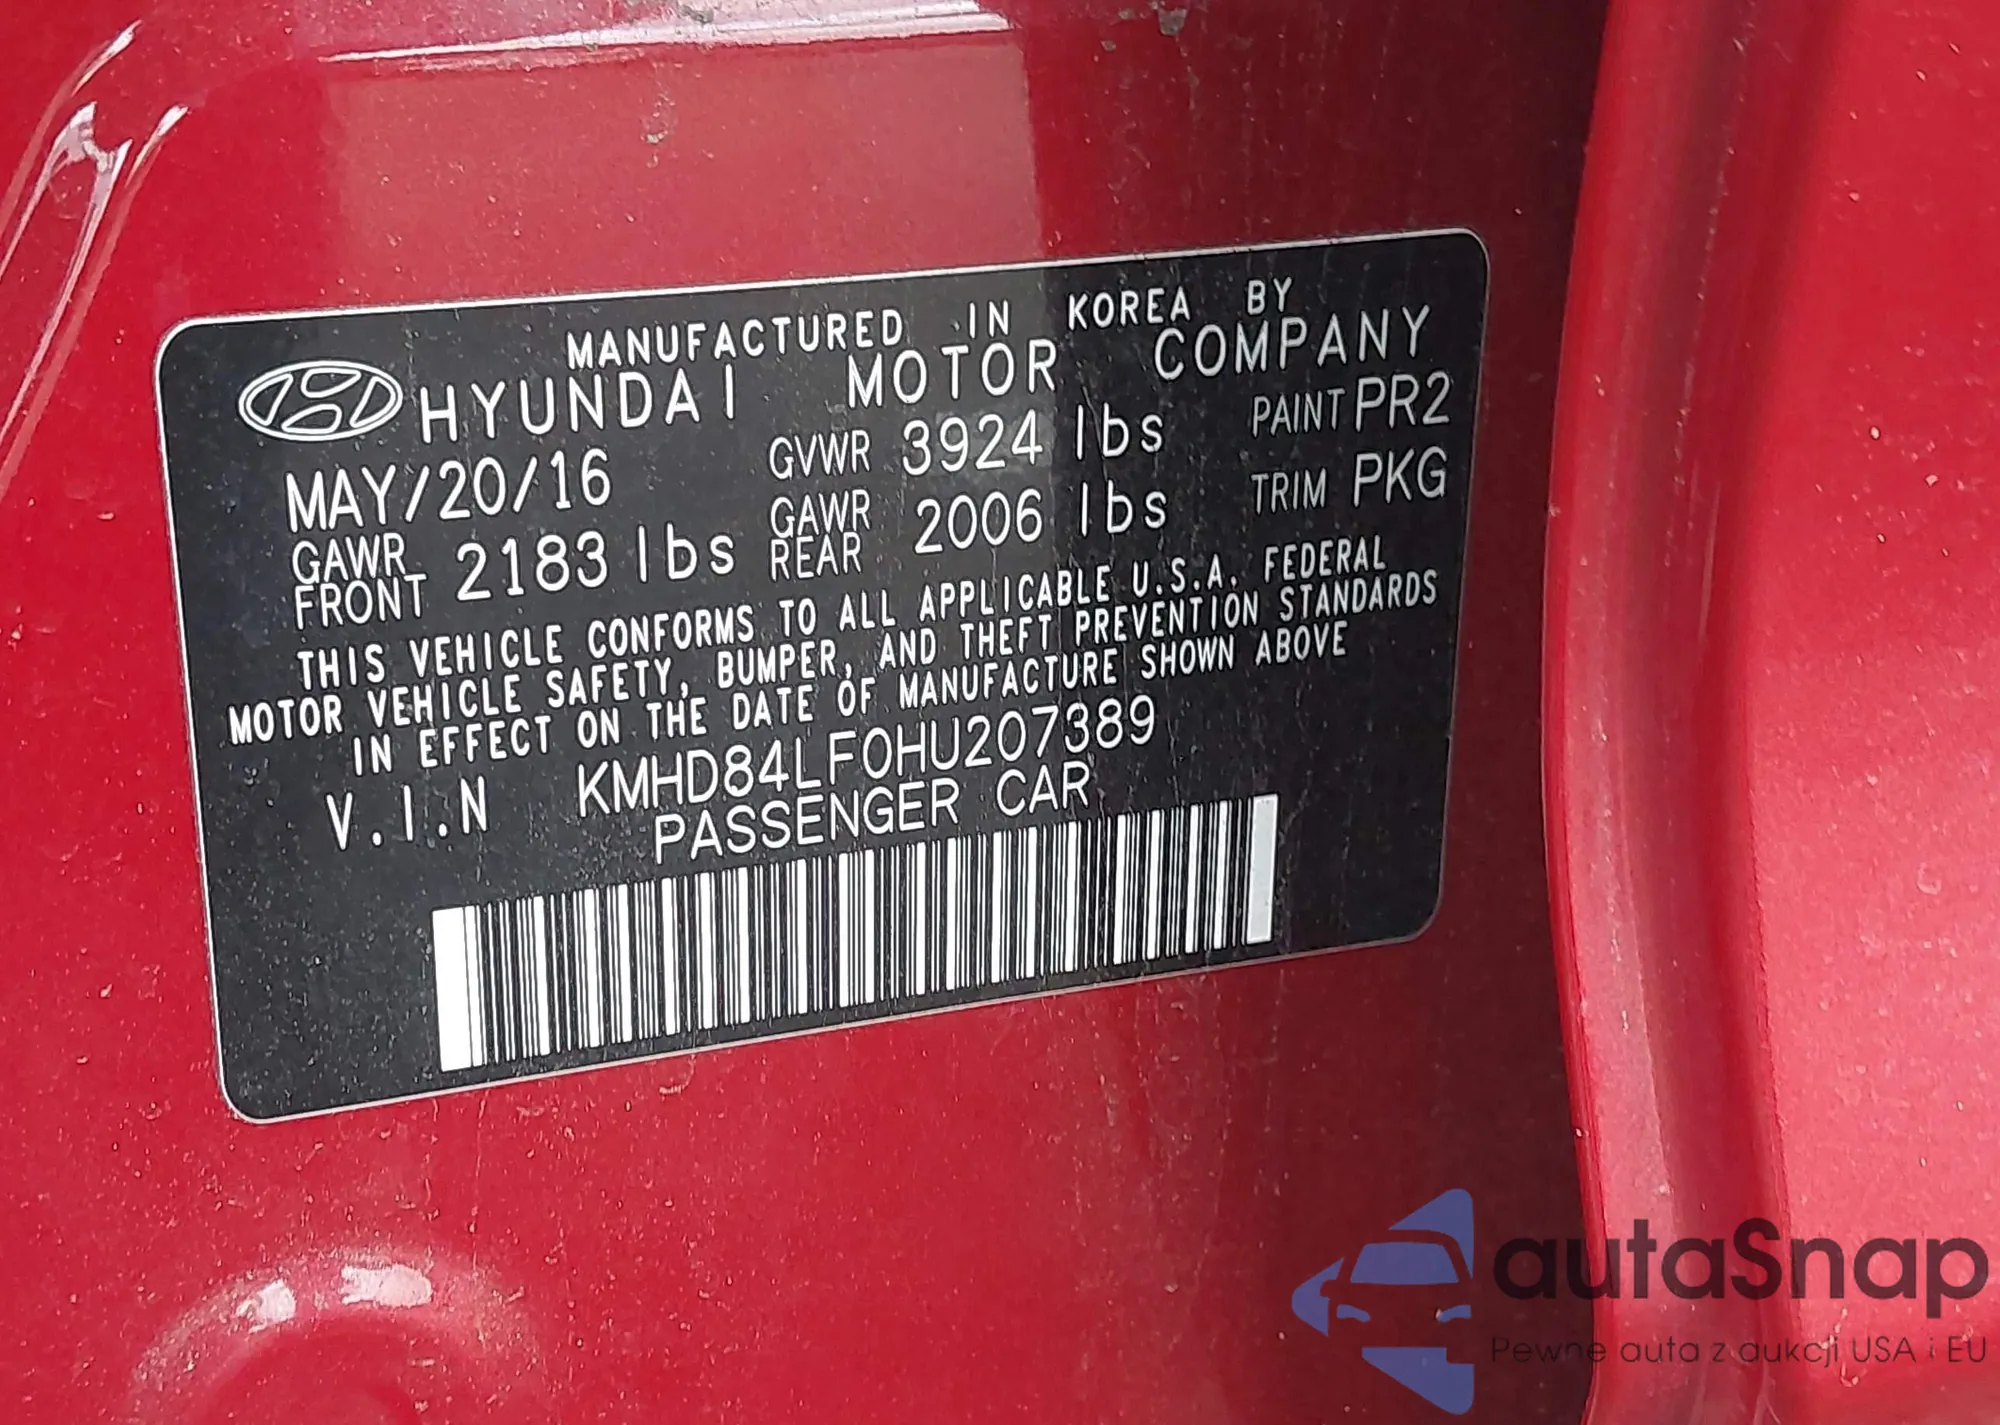 MANUFACTURED IN KOREA BY
HYUNDAI MOTOR COMPANY
MAY/20/16 GVWR 3924 lbs PAINT PR2
GAWR FRONT 2183 lbs GAWR REAR 2006 lbs TRIM PKG
THIS VEHICLE CONFORMS TO ALL APPLICABLE U.S.A. FEDERAL
MOTOR VEHICLE SAFETY, BUMPER, AND THEFT PREVENTION STANDARDS
IN EFFECT ON THE DATE OF MANUFACTURE SHOWN ABOVE
V.I.N KMHD84LF0HU207389
PASSENGER CAR
autaSnap
Pewne auta z aukcji USA i EU